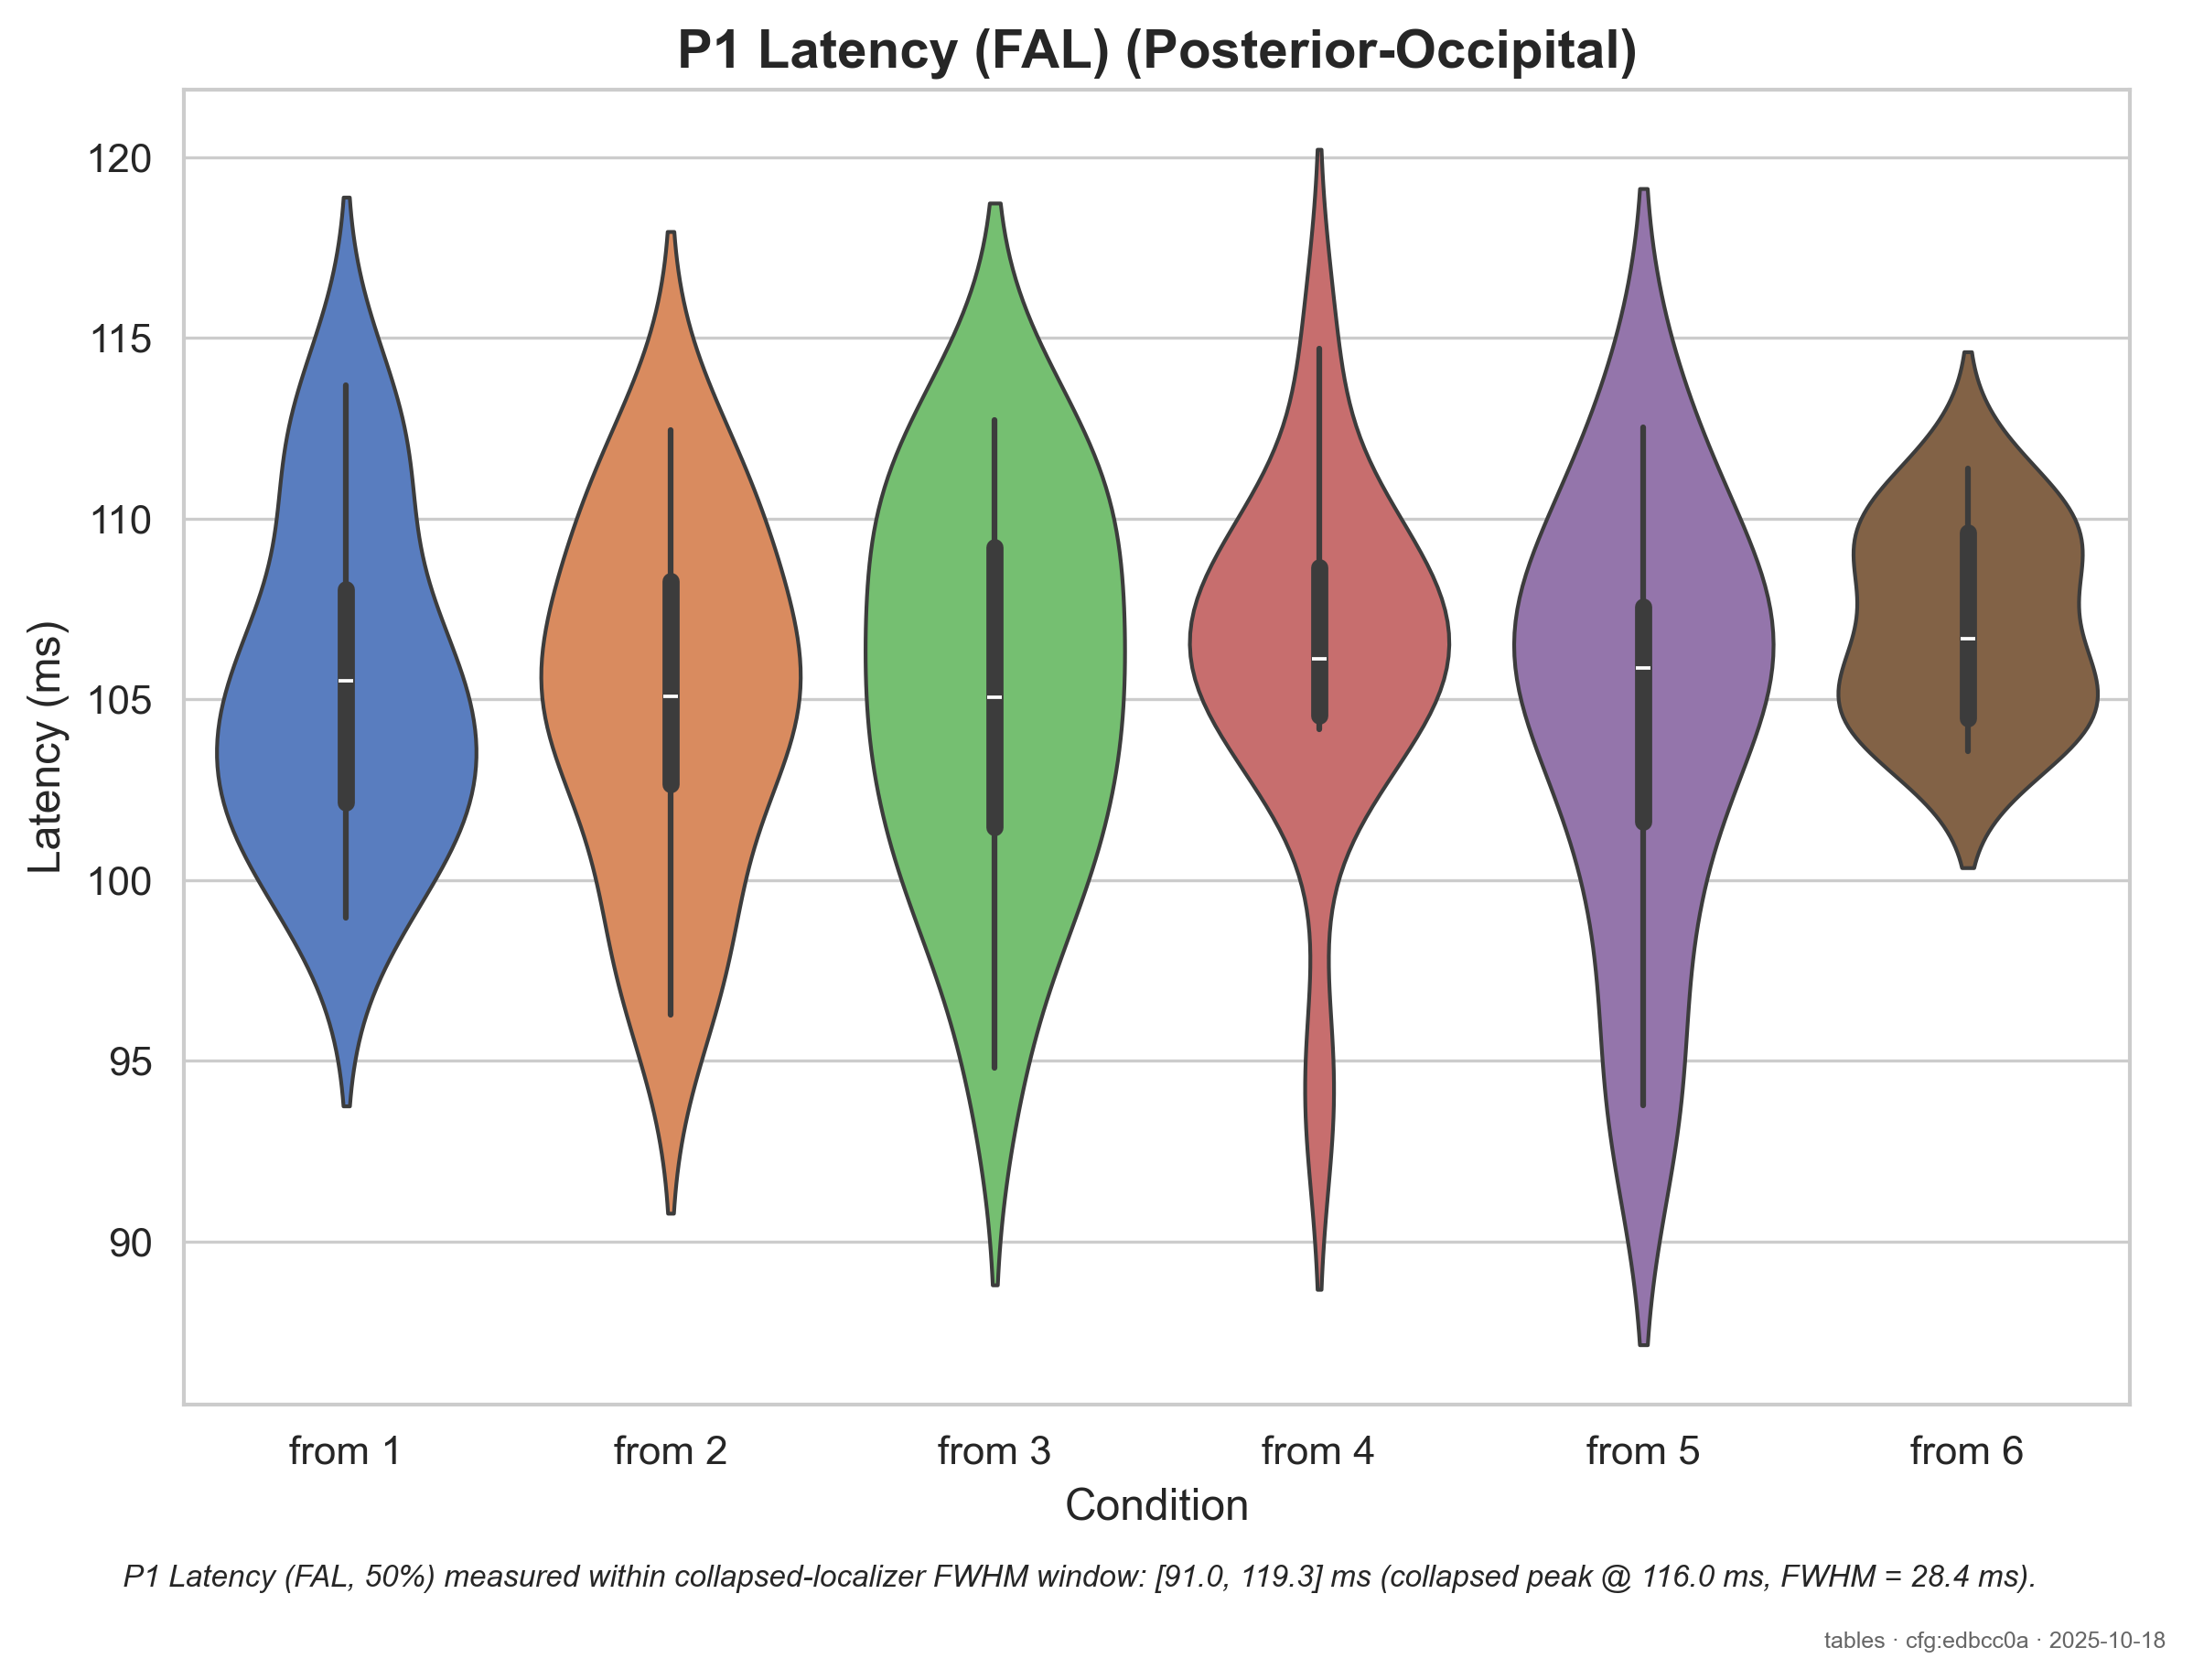 P1 Latency (FAL) (Posterior-Occipital)
Latency (ms)
120
115
110
105
100
95
90
from 1
from 2
from 3
from 4
from 5
from 6
Condition
P1 Latency (FAL, 50%) measured within collapsed-localizer FWHM window: [91.0, 119.3] ms (collapsed peak @ 116.0 ms, FWHM = 28.4 ms).
tables · cfg:edbcc0a · 2025-10-18